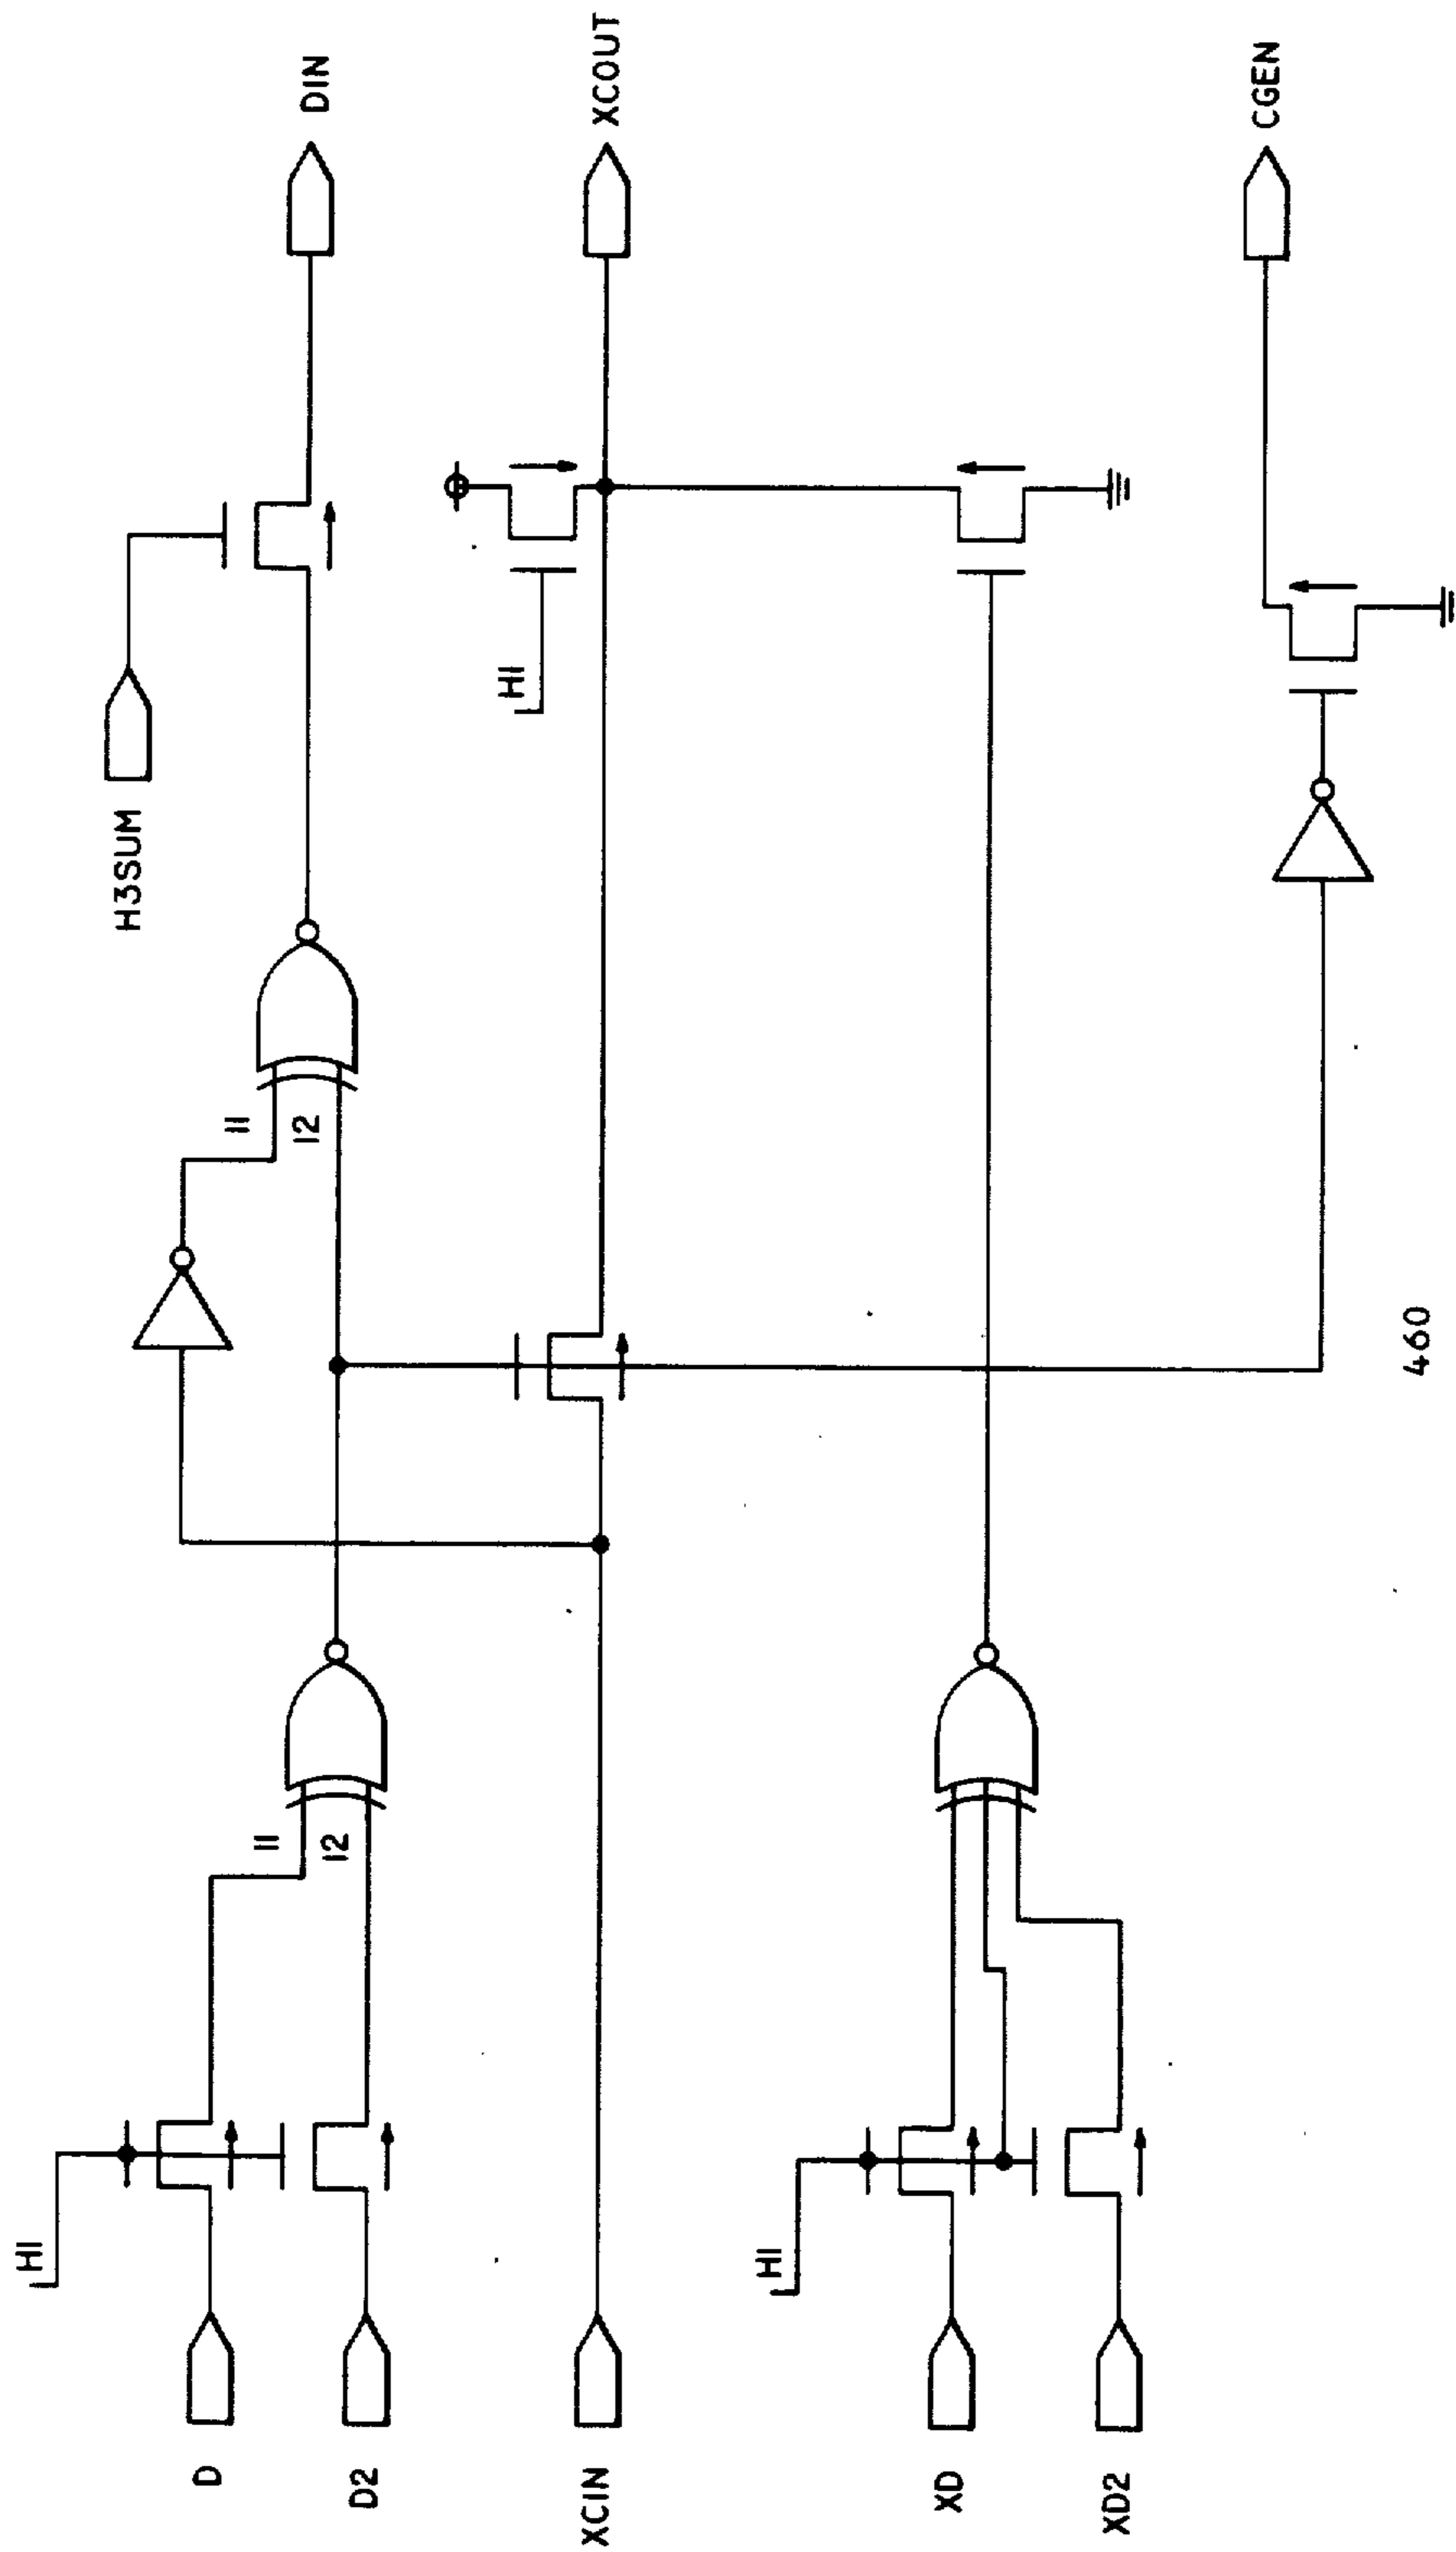 HI
H3SUM
D
I1
I2
I1
I2
DIN
D2
HI
XCIN
XCOUT
HI
XD
XD2
CGEN
460